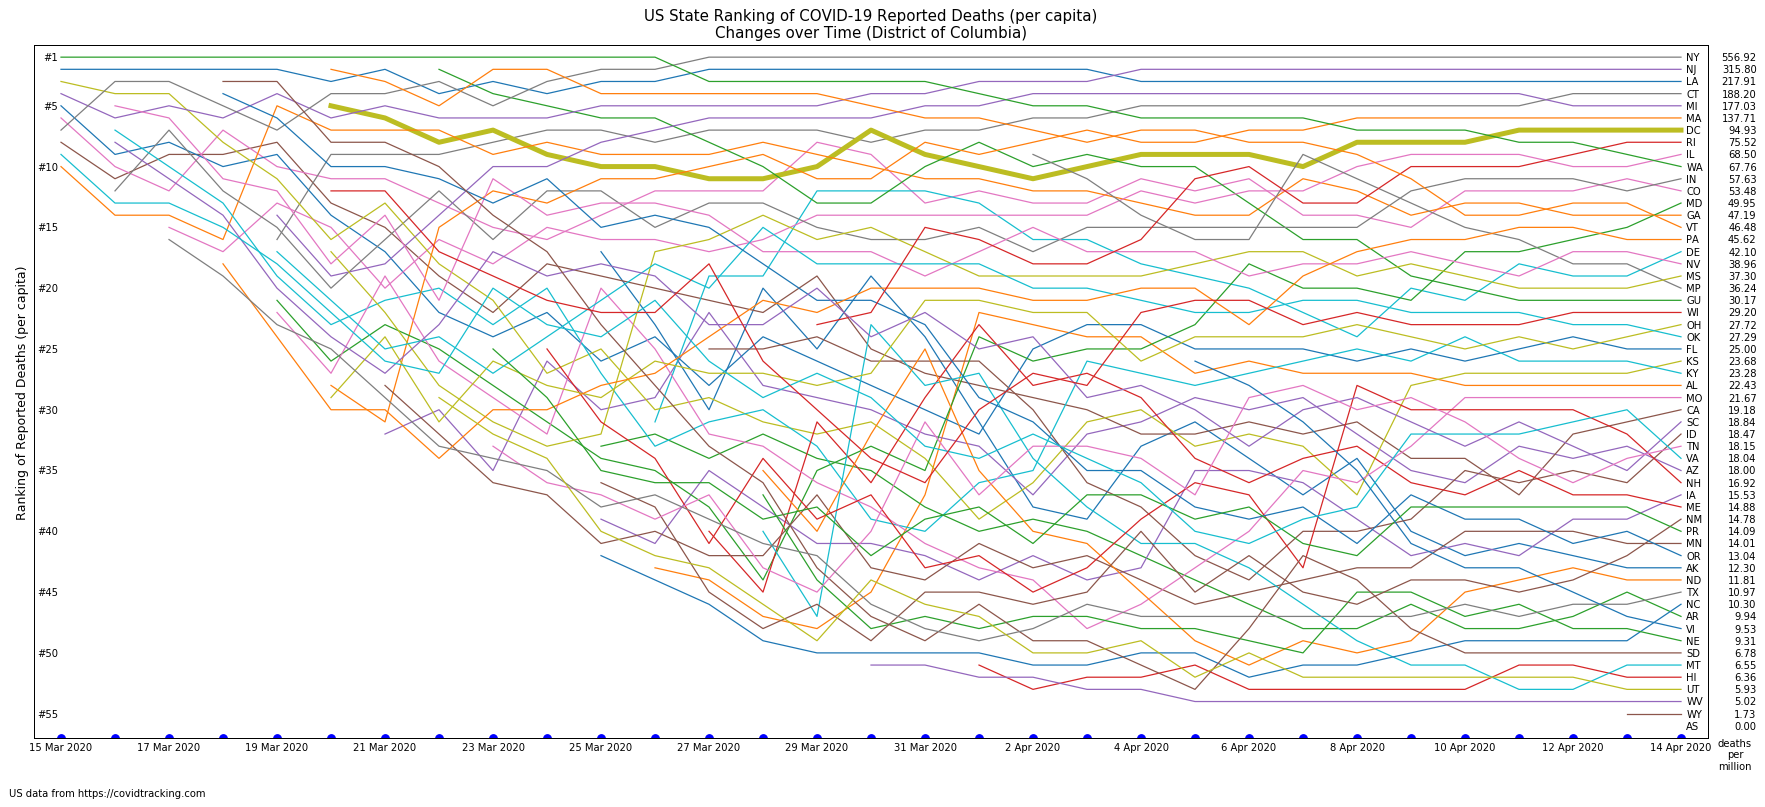 US State Ranking of COVID-19 Reported Deaths (per capita)
Changes over Time (District of Columbia)
Ranking of Reported Deaths (per capita)
#1
#5
#10
#15
#20
#25
#30
#35
#40
#45
#50
#55
NY 556.92
NJ 315.80
LA 217.91
CT 188.20
MI 177.03
MA 137.71
DC 94.93
RI 75.52
IL 68.50
WA 67.76
IN 57.63
CO 53.48
MD 49.95
GA 47.19
VT 46.48
PA 45.62
DE 42.10
NV 38.96
MS 37.30
MP 36.24
GU 30.17
WI 29.20
OH 27.72
OK 27.29
FL 25.00
KS 23.68
KY 23.28
AL 22.43
MO 21.67
CA 19.18
SC 18.84
ID 18.47
TN 18.15
VA 18.04
AZ 18.00
NH 16.92
IA 15.53
ME 14.88
NM 14.78
PR 14.09
MN 14.01
OR 13.04
AK 12.30
ND 11.81
TX 10.97
NC 10.30
AR 9.94
VI 9.53
NE 9.31
SD 6.78
MT 6.55
HI 6.36
UT 5.93
WV 5.02
WY 1.73
AS 0.00
15 Mar 2020 17 Mar 2020 19 Mar 2020 21 Mar 2020 23 Mar 2020 25 Mar 2020 27 Mar 2020 29 Mar 2020 31 Mar 2020 2 Apr 2020 4 Apr 2020 6 Apr 2020 8 Apr 2020 10 Apr 2020 12 Apr 2020 14 Apr 2020
deaths
per
million
US data from https://covidtracking.com